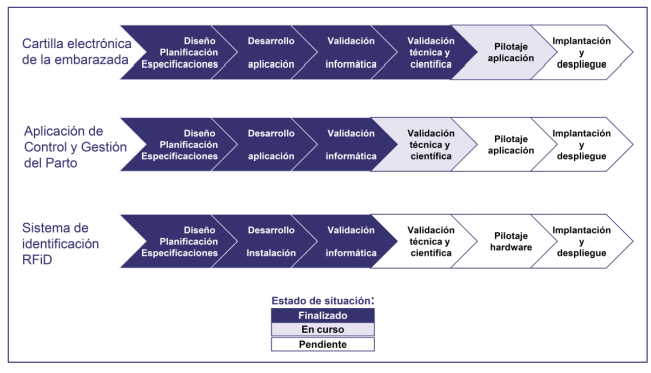 Cartilla electrónica
de la embarazada
Diseño
Planificación
Especificaciones
Desarrollo
aplicación
Validación
informática
Validación
técnica y
científica
Pilotaje
aplicación
Implantación
y
despliegue
Aplicación de
Control y Gestión
del Parto
Diseño
Planificación
Especificaciones
Desarrollo
aplicación
Validación
informática
Validación
técnica y
científica
Pilotaje
aplicación
Implantación
y
despliegue
Sistema de
identificación
RFiD
Diseño
Planificación
Especificaciones
Desarrollo
Instalación
Validación
informática
Validación
técnica y
científica
Pilotaje
hardware
Implantación
y
despliegue
Estado de situación:
Finalizado
En curso
Pendiente